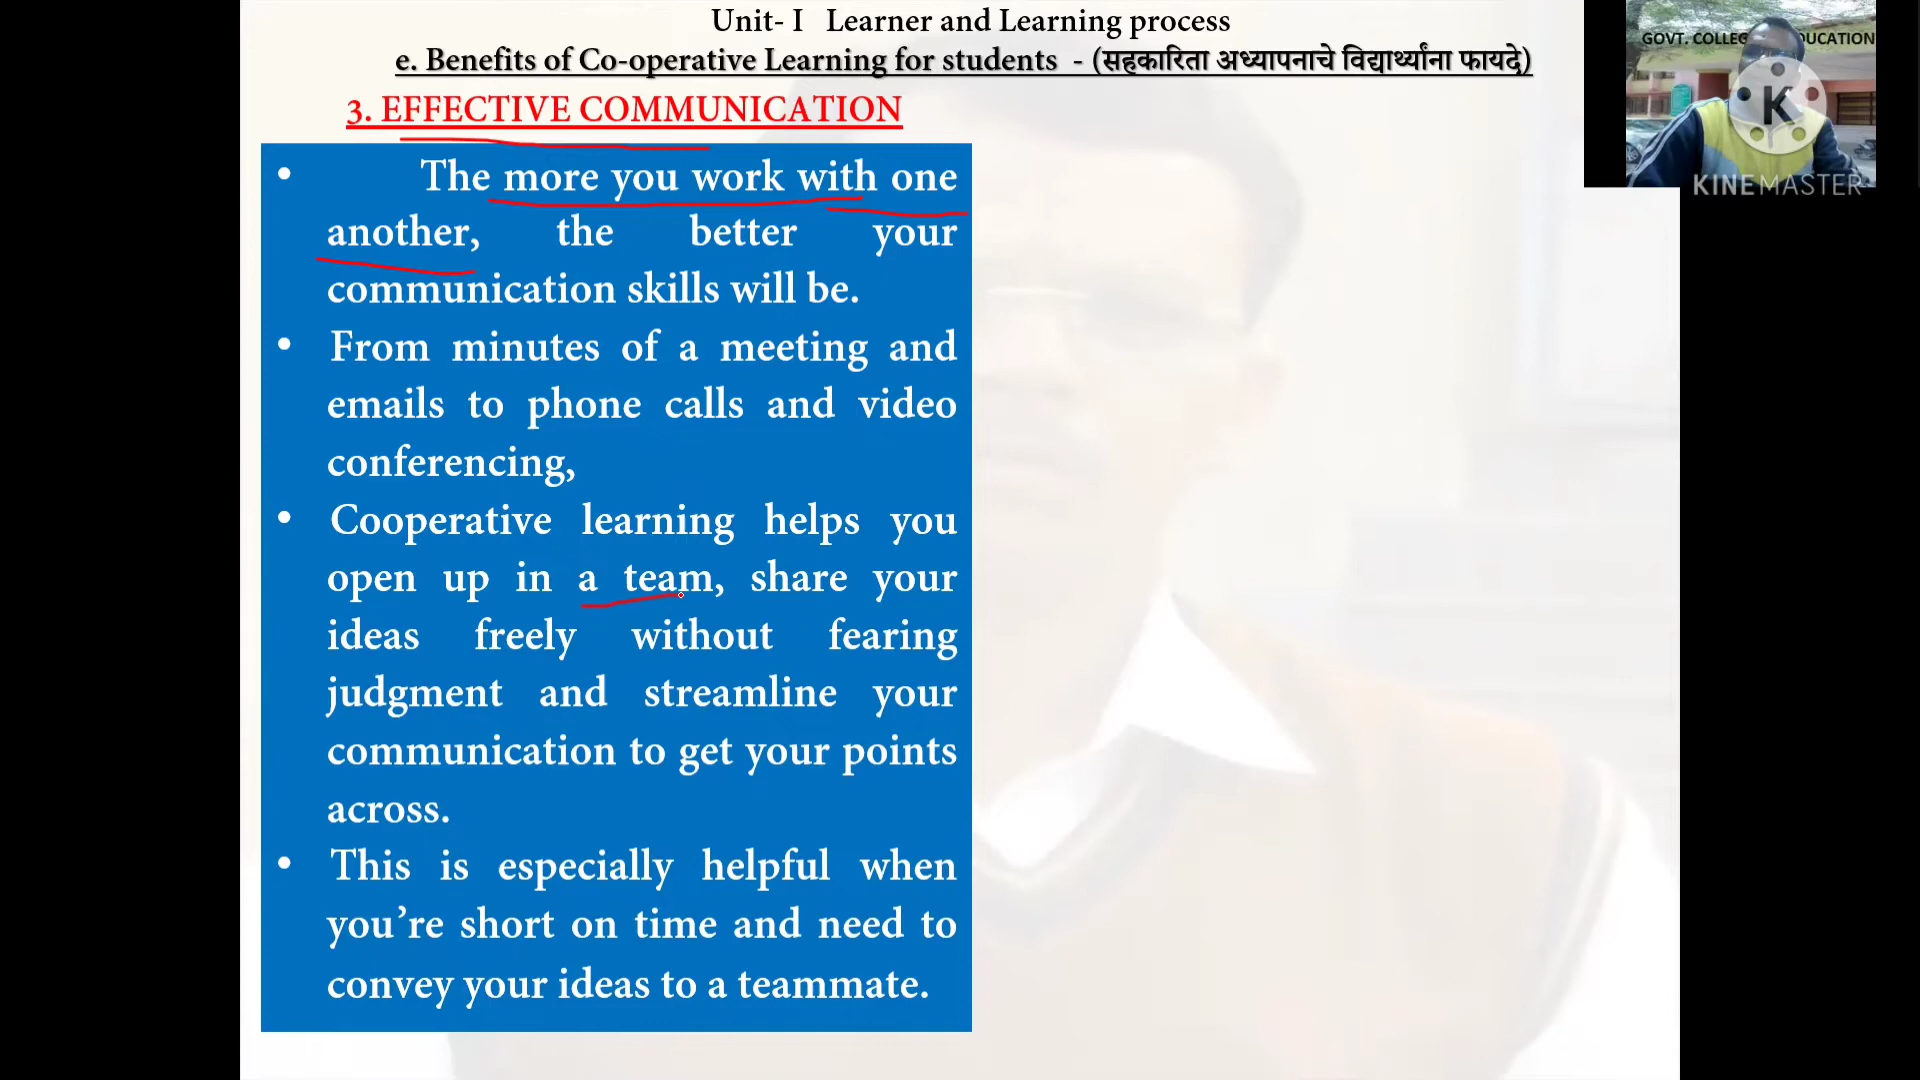 Unit- I Learner and Learning process
e. Benefits of Co-operative Learning for students - (सहकारिता अध्यापनाचे विद्यार्थ्यांना फायदे)
3. EFFECTIVE COMMUNICATION
• The more you work with one
another, the better your
communication skills will be.
• From minutes of a meeting and
emails to phone calls and video
conferencing,
• Cooperative learning helps you
open up in a team, share your
ideas freely without fearing
judgment and streamline your
communication to get your points
across.
• This is especially helpful when
you’re short on time and need to
convey your ideas to a teammate.
GOVT. COLLEG DUCATION
K
KINEMASTER